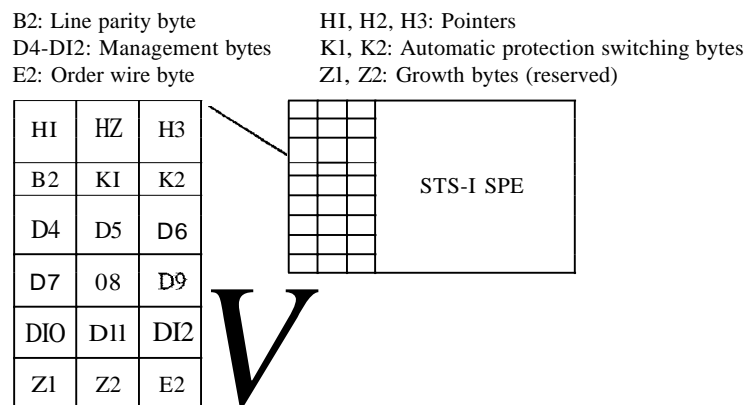 B2: Line parity byte
HI, H2, H3: Pointers
D4-DI2: Management bytes
K1, K2: Automatic protection switching bytes
E2: Order wire byte
Z1, Z2: Growth bytes (reserved)
HI HZ H3
B2 KI K2
STS-I SPE
D4 D5 D6
D7 08 D9
DIO D11 DI2
Z1 Z2 E2
V